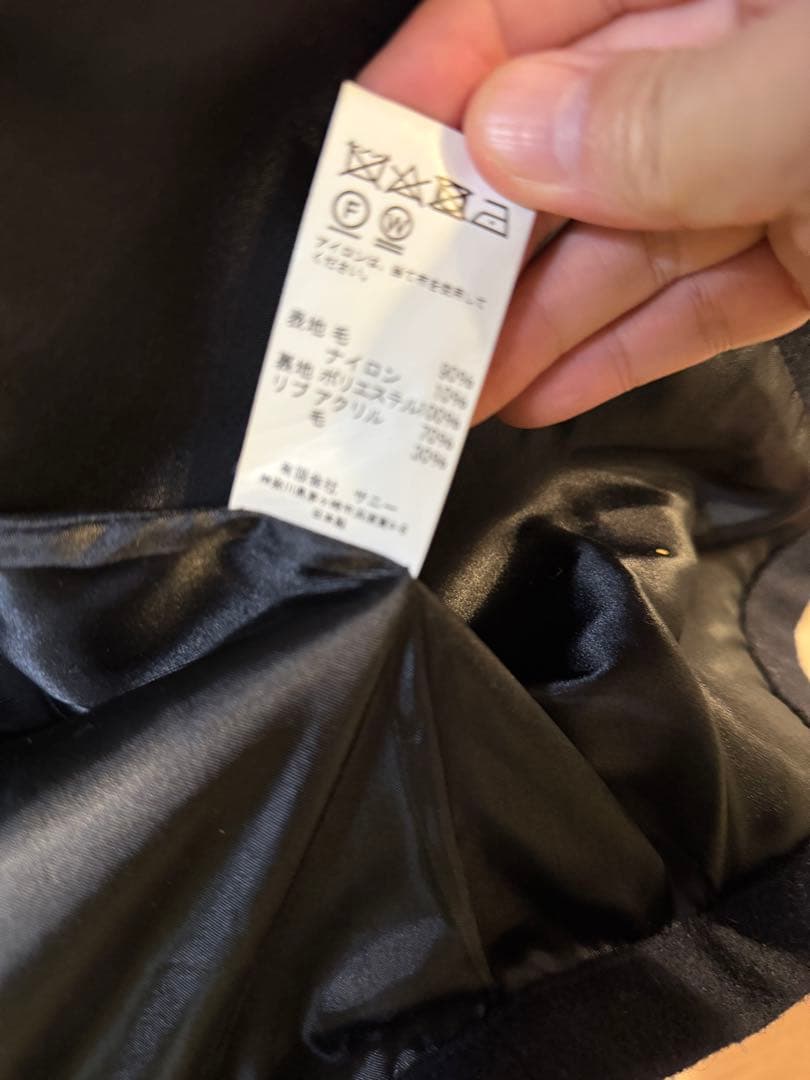 F W
アイロンは、当て布を使用して
ください。
表地 毛 90%
ナイロン 10%
裏地 ポリエステル100%
リブ アクリル 70%
毛 30%
有限会社 サニー
日本製